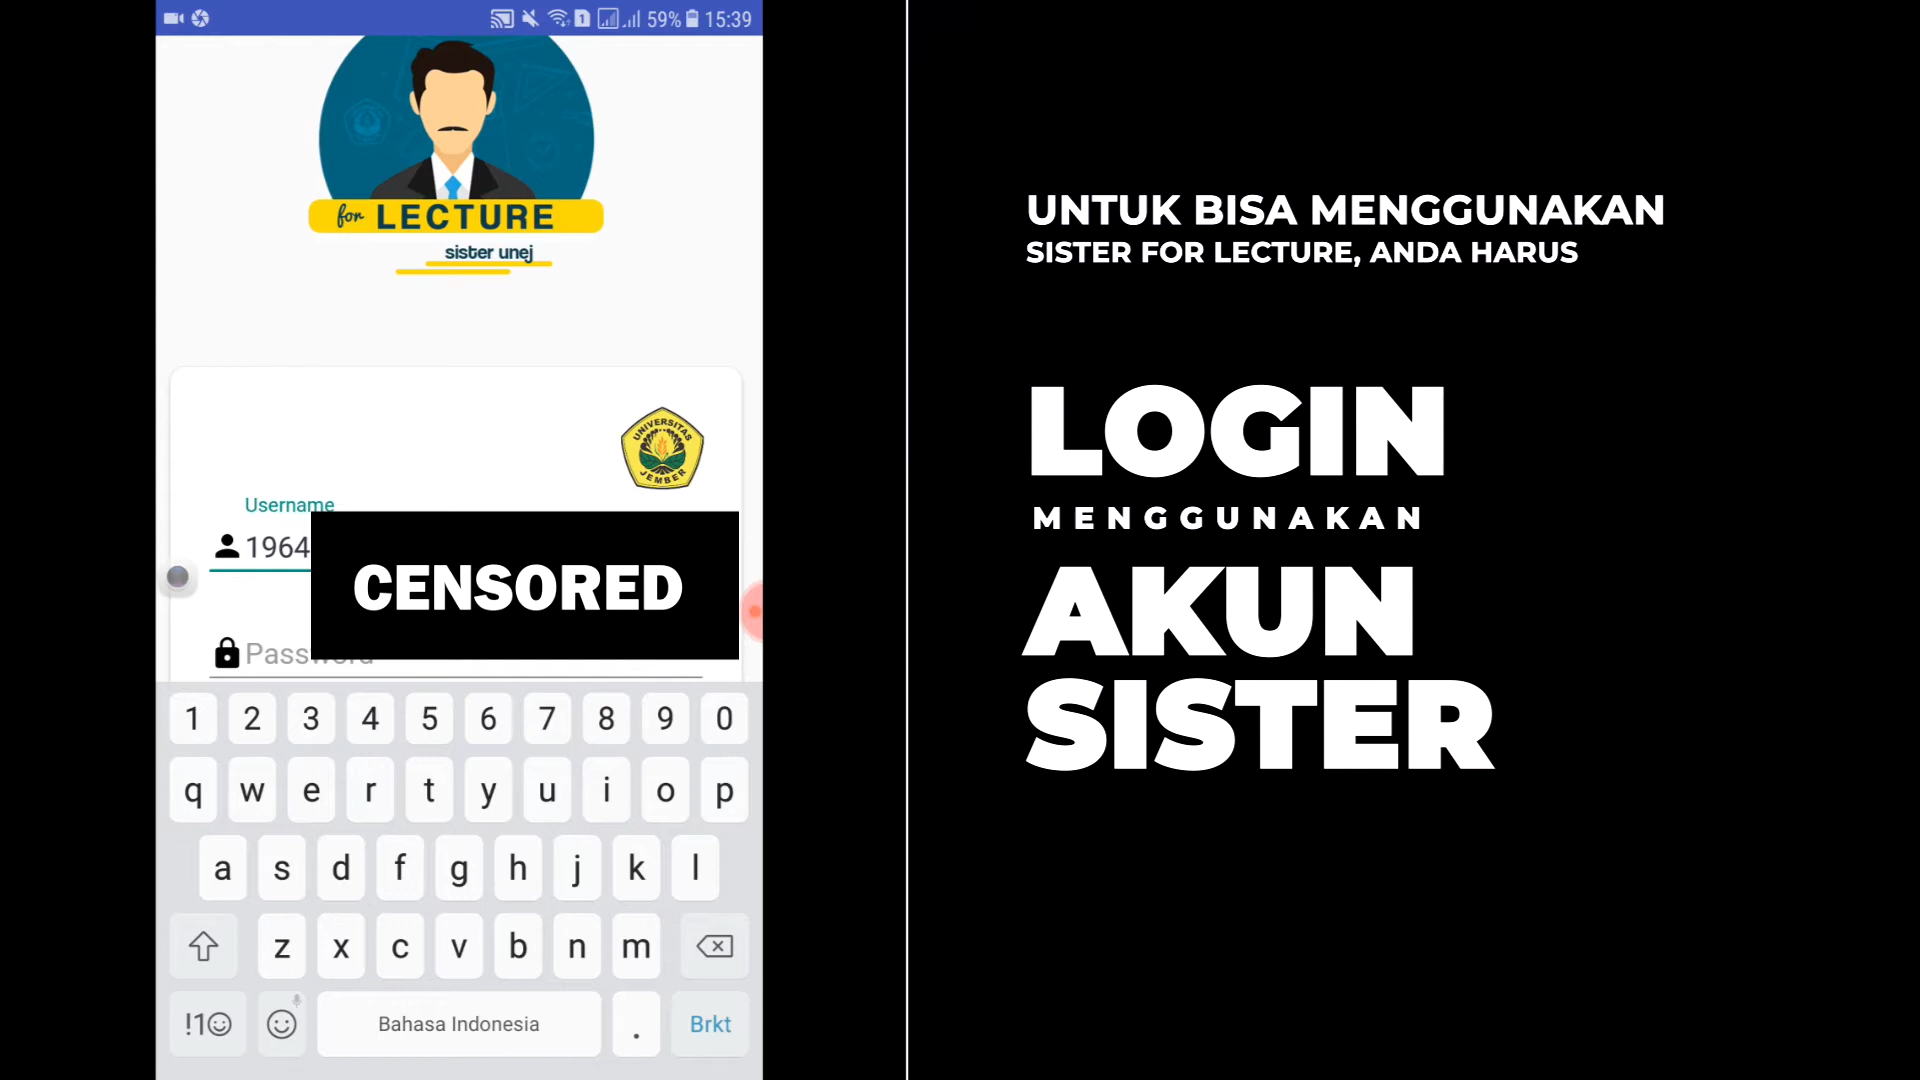 59% 15:39
for LECTURE
sister unej
UNIVERSITAS
JEMBER
Username
1964
CENSORED
Password
1 2 3 4 5 6 7 8 9 0
q w e r t y u i o p
a s d f g h j k l
z x c v b n m
!1☺ Bahasa Indonesia . Brkt
UNTUK BISA MENGGUNAKAN
SISTER FOR LECTURE, ANDA HARUS
LOGIN
MENGGUNAKAN
AKUN
SISTER